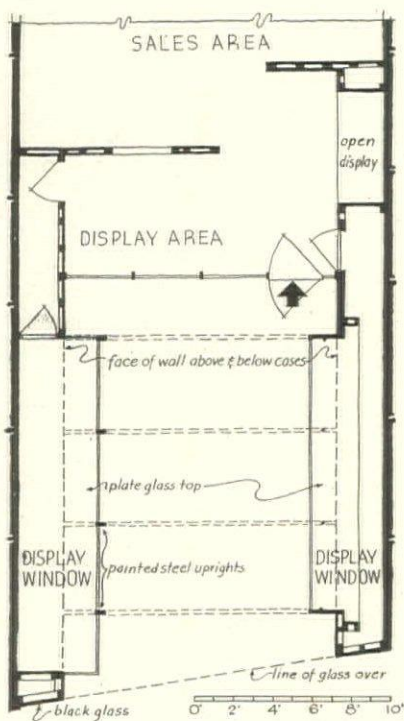 SALES AREA
open
display
DISPLAY AREA
face of wall above & below cases
plate glass top
DISPLAY
WINDOW
painted steel uprights
DISPLAY
WINDOW
line of glass over
black glass
0' 2' 4' 6' 8' 10'